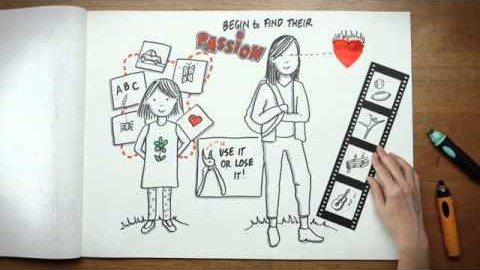 BEGIN to FIND THEIR
PASSION
ABC
USE IT
OR LOSE
IT!